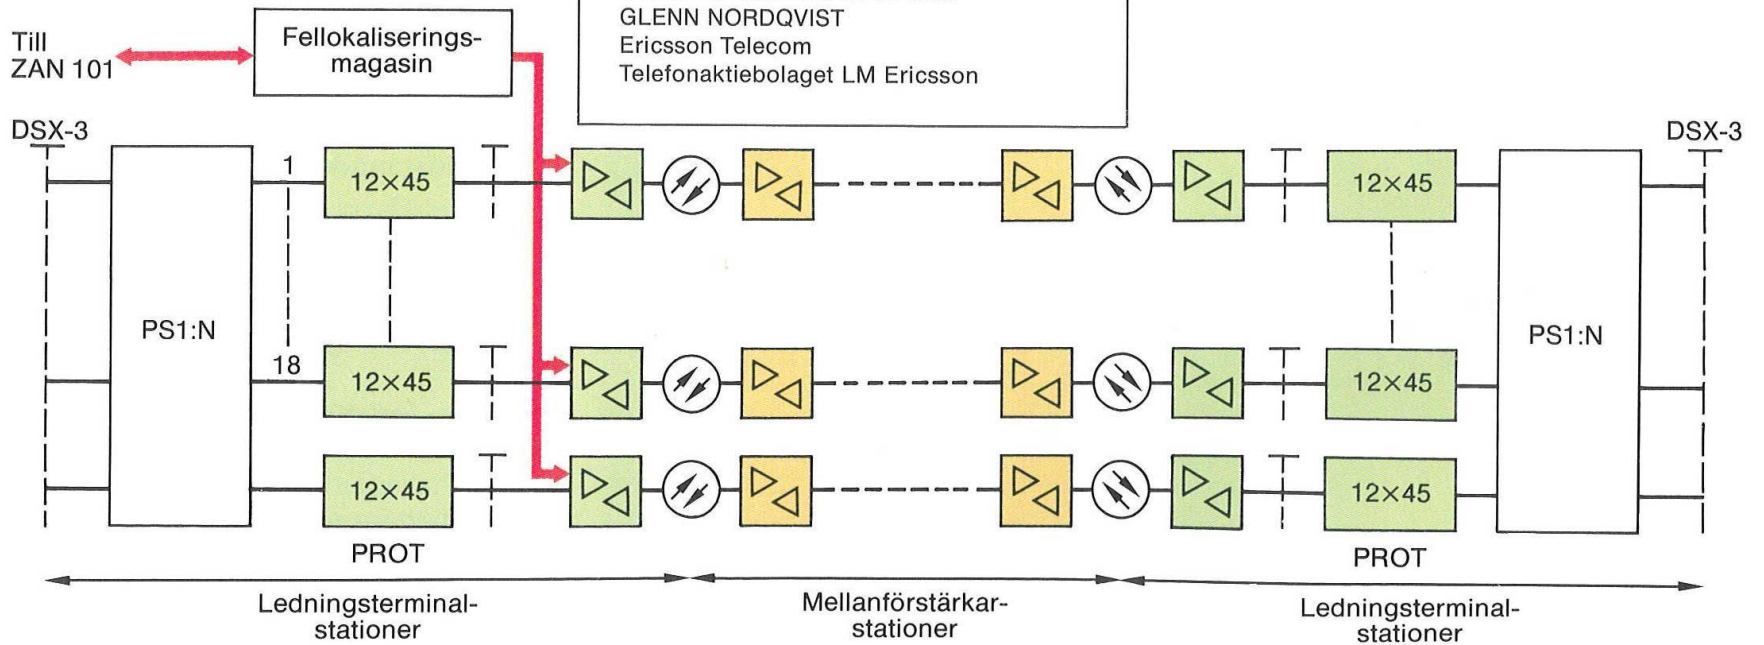 Till
ZAN 101
Fellokaliserings-
magasin
GLENN NORDQVIST
Ericsson Telecom
Telefonaktiebolaget LM Ericsson
DSX-3
DSX-3
1
12×45
12×45
PS1:N
PS1:N
18
12×45
12×45
12×45
12×45
PROT
PROT
Ledningsterminal-
stationer
Mellanförstärkar-
stationer
Ledningsterminal-
stationer